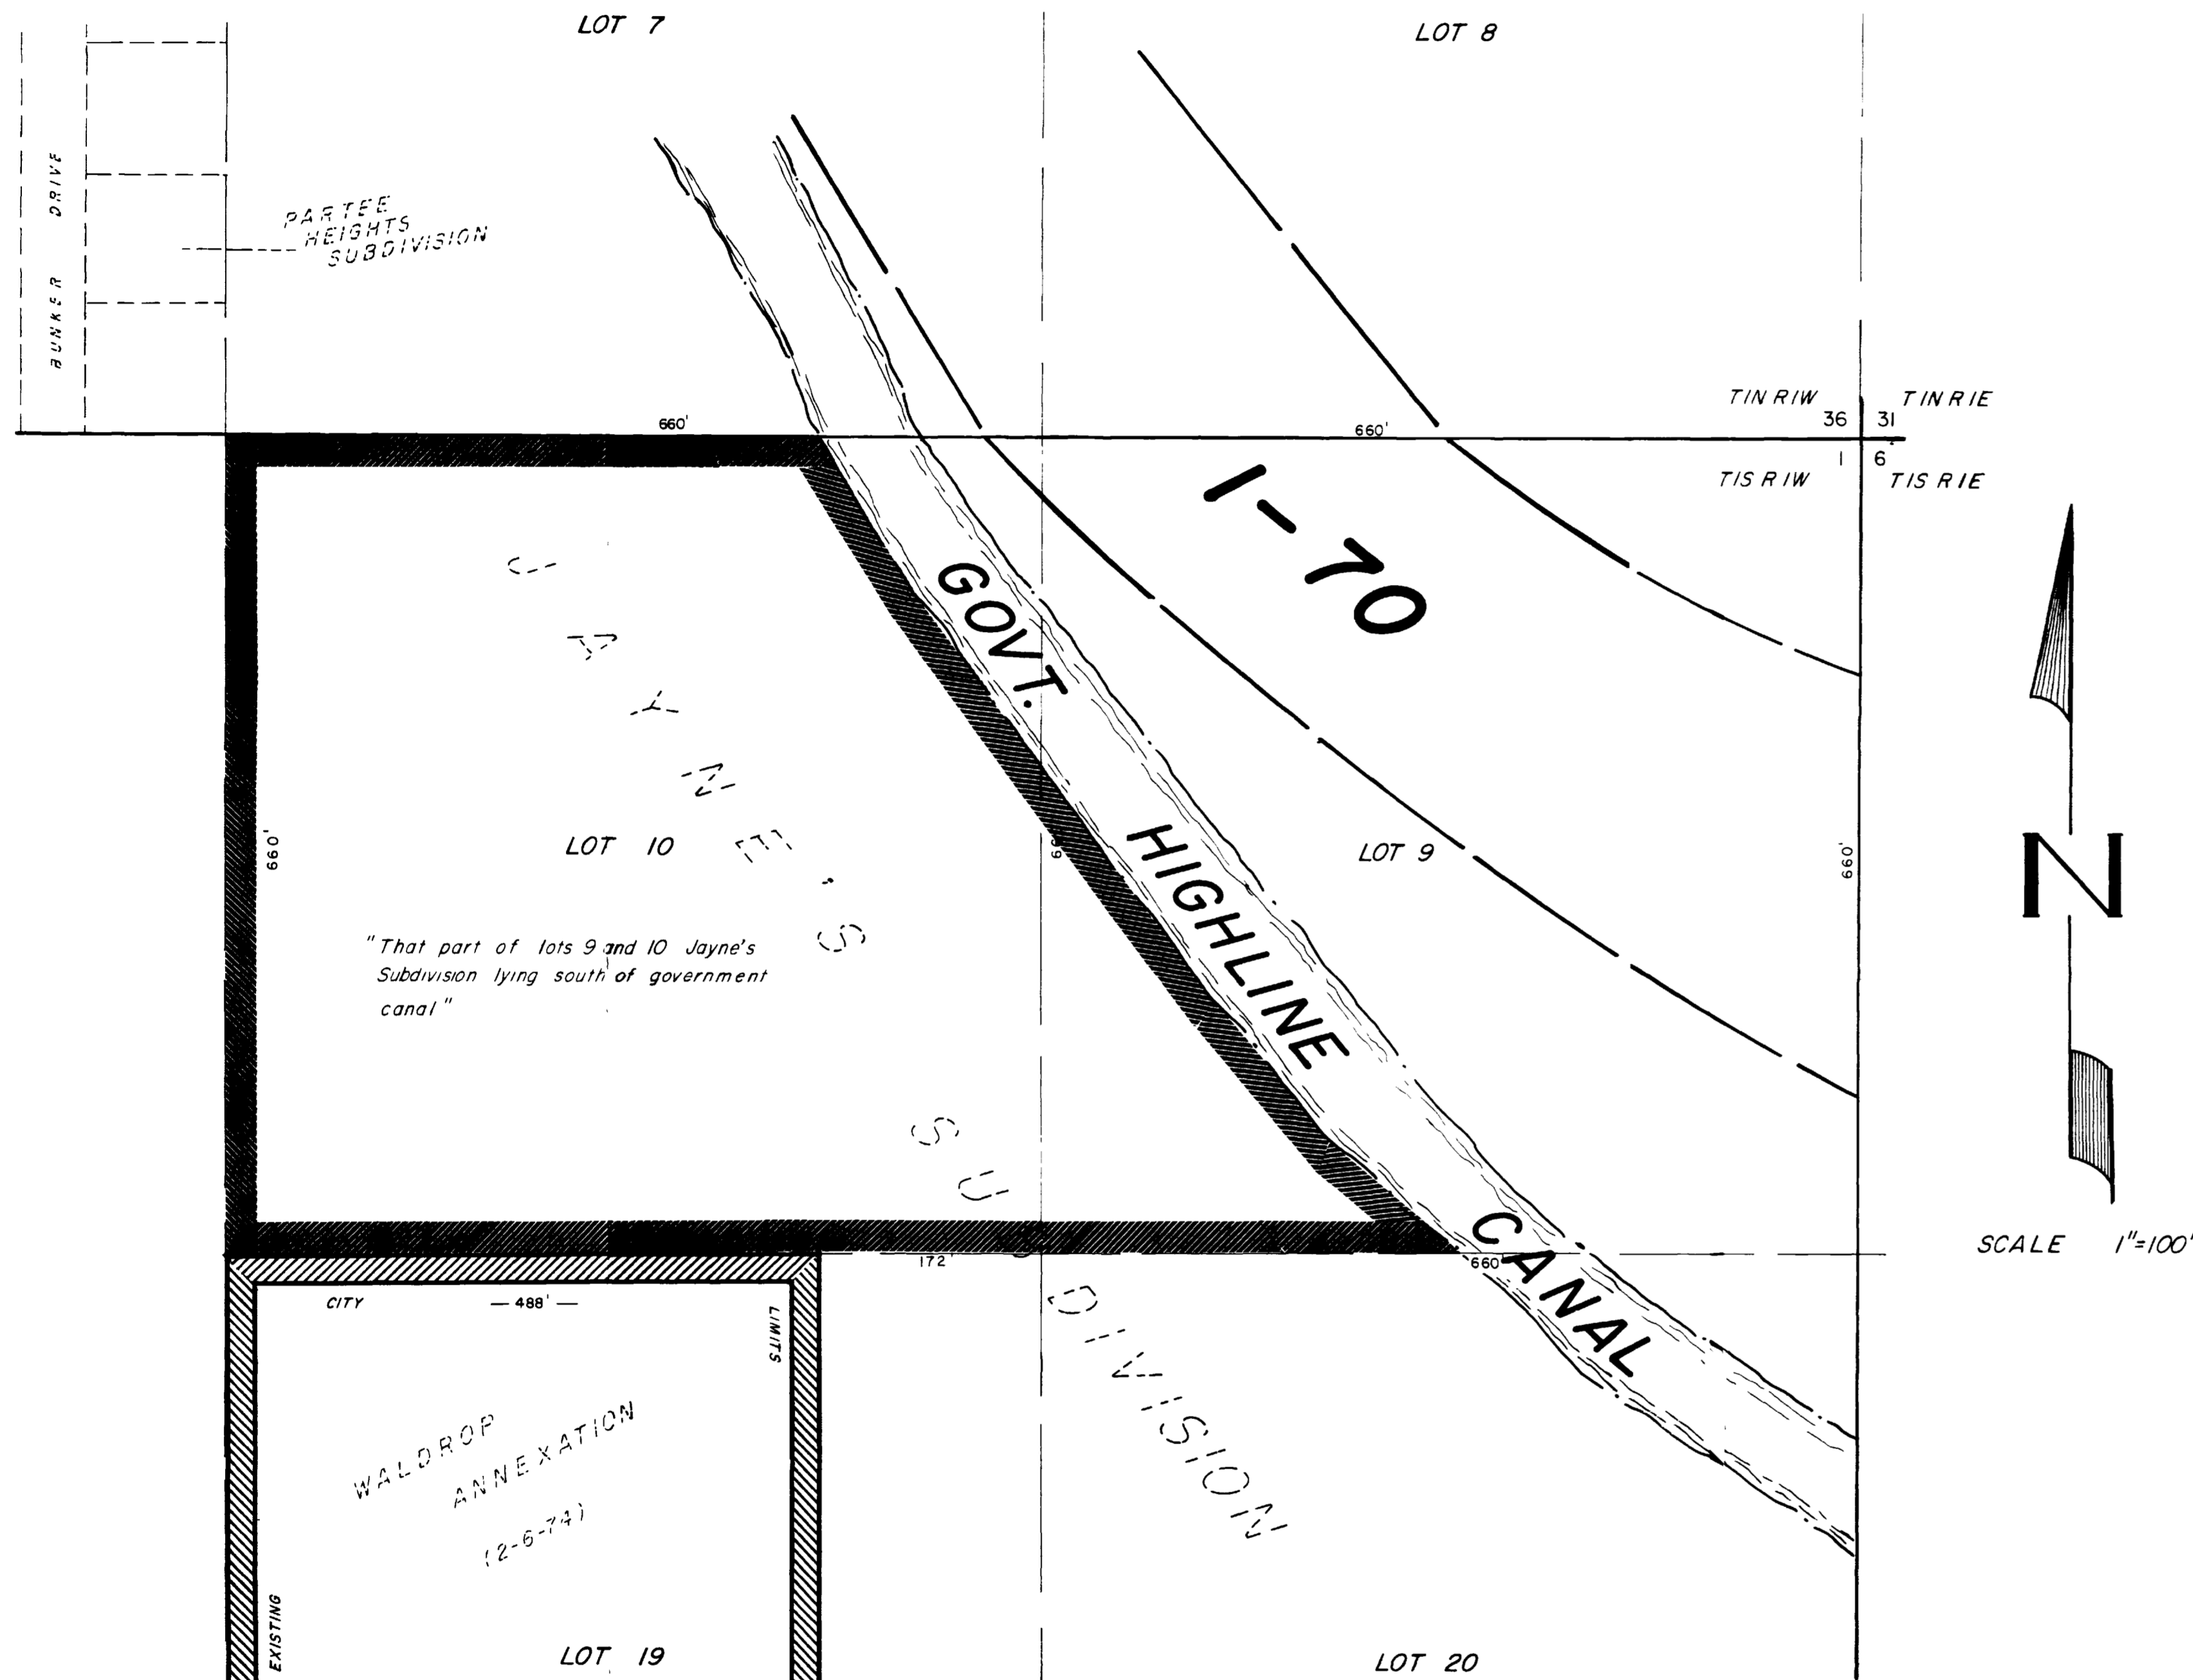 LOT 7
LOT 8
BUNKER DRIVE
PARTEE
HEIGHTS
SUBDIVISION
T1N R1W
36
31
T1N R1E
660'
660'
1
6
T1S R1W
T1S R1E
I-70
GOVT. HIGHLINE CANAL
JAYNE'S SUBDIVISION
660'
LOT 10
LOT 9
660'
N
"That part of lots 9 and 10 Jayne's
Subdivision lying south of government
canal"
SCALE 1"=100'
172'
660'
CITY
— 488' —
LIMITS
WALDROP
ANNEXATION
(2-6-74)
EXISTING
LOT 19
LOT 20